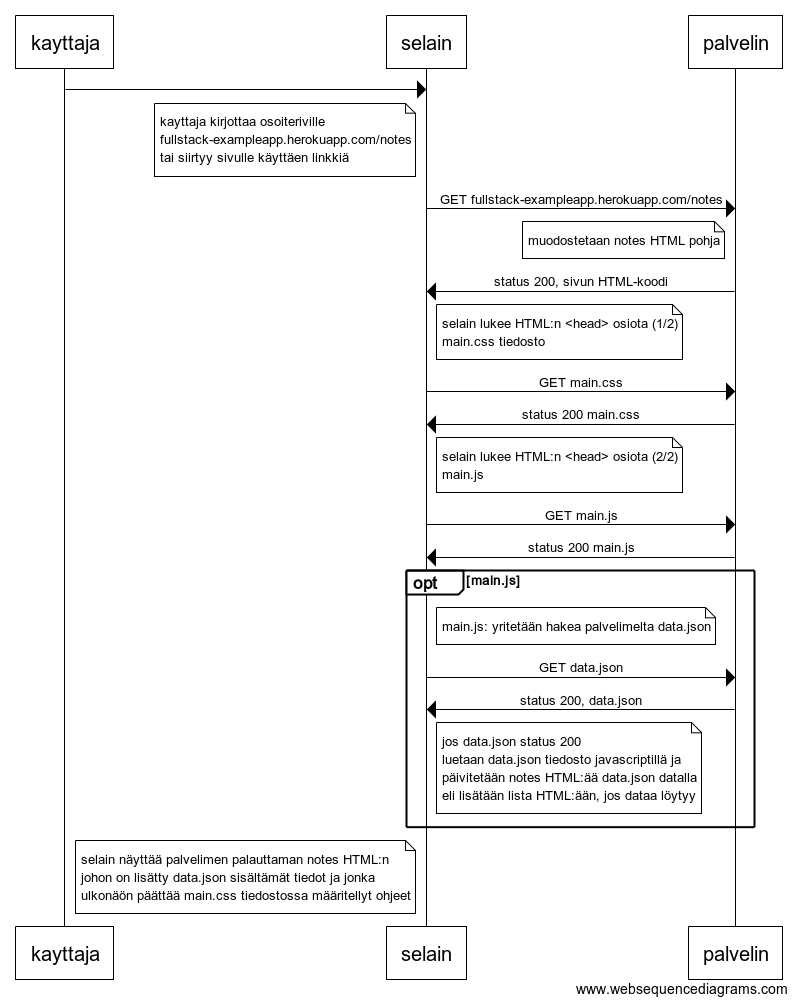 kayttaja
selain
palvelin
kayttaja kirjottaa osoiteriville
fullstack-exampleapp.herokuapp.com/notes
tai siirtyy sivulle käyttäen linkkiä
GET fullstack-exampleapp.herokuapp.com/notes
muodostetaan notes HTML pohja
status 200, sivun HTML-koodi
selain lukee HTML:n <head> osiota (1/2)
main.css tiedosto
GET main.css
status 200 main.css
selain lukee HTML:n <head> osiota (2/2)
main.js
GET main.js
status 200 main.js
opt [main.js]
main.js: yritetään hakea palvelimelta data.json
GET data.json
status 200, data.json
jos data.json status 200
luetaan data.json tiedosto javascriptillä ja
päivitetään notes HTML:ää data.json datalla
eli lisätään lista HTML:ään, jos dataa löytyy
selain näyttää palvelimen palauttaman notes HTML:n
johon on lisätty data.json sisältämät tiedot ja jonka
ulkonäön päättää main.css tiedostossa määritellyt ohjeet
kayttaja
selain
palvelin
www.websequencediagrams.com